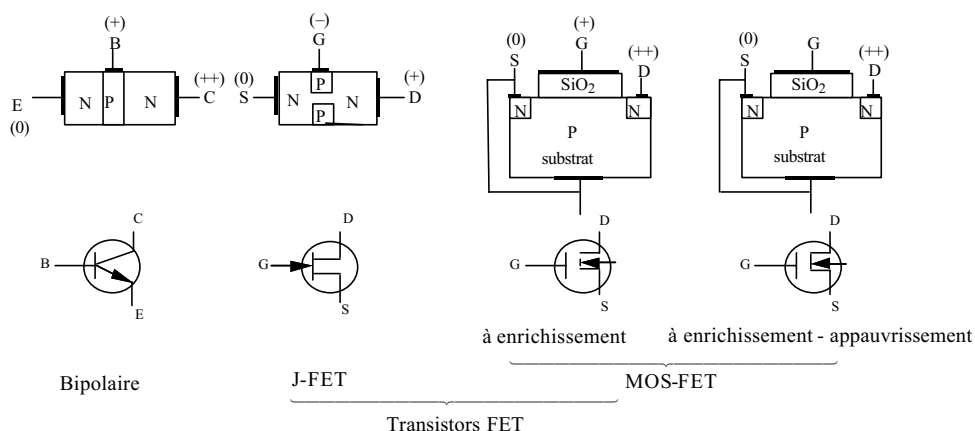 (+)
B
N P N
(++)
C
E
(0)
(–)
G
(0)
S
P
N N
P
(+)
D
(0)
S
(+)
G
(++)
D
SiO2
N N
P
substrat
(0)
S
G
(++)
D
SiO2
N N
P
substrat
C
B
E
D
G
S
D
G
S
D
G
S
à enrichissement
à enrichissement - appauvrissement
Bipolaire
J-FET
MOS-FET
Transistors FET